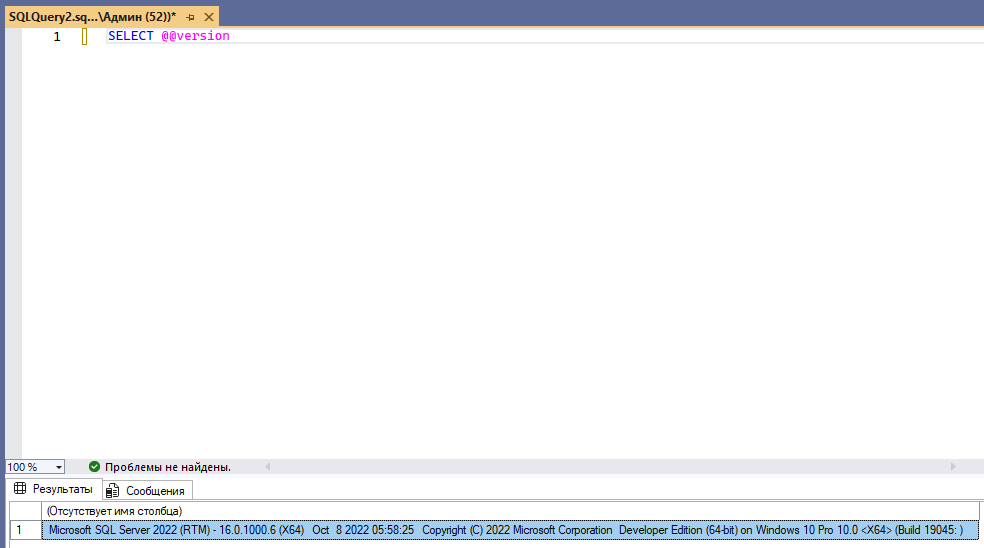 SQLQuery2.sq...\Админ (52))*
1 SELECT @@version
100 % Проблемы не найдены.
Результаты Сообщения
(Отсутствует имя столбца)
1 Microsoft SQL Server 2022 (RTM) - 16.0.1000.6 (X64) Oct 8 2022 05:58:25 Copyright (C) 2022 Microsoft Corporation Developer Edition (64-bit) on Windows 10 Pro 10.0 <X64> (Build 19045: )